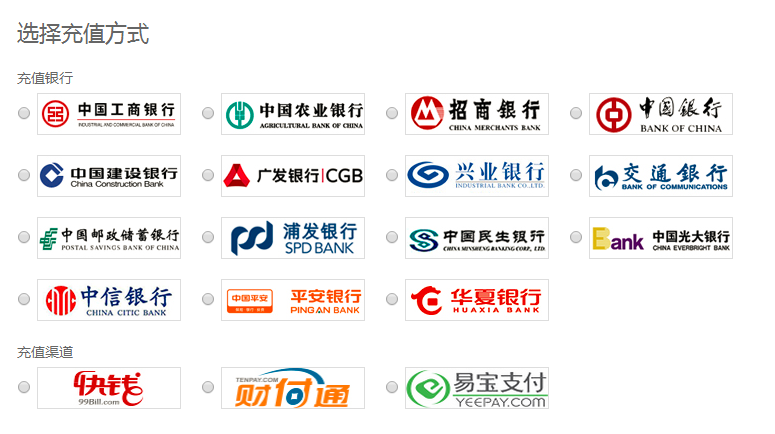 选择充值方式
充值银行
中国工商银行
INDUSTRIAL AND COMMERCIAL BANK OF CHINA
中国农业银行
AGRICULTURAL BANK OF CHINA
招商银行
CHINA MERCHANTS BANK
中国銀行
BANK OF CHINA
中国建设银行
China Construction Bank
广发银行|CGB
兴业银行
INDUSTRIAL BANK CO.,LTD.
交通銀行
BANK OF COMMUNICATIONS
中国邮政储蓄银行
POSTAL SAVINGS BANK OF CHINA
浦发银行
SPD BANK
中国民生银行
CHINA MINSHENG BANKING CORP., LTD.
Bank
中国光大银行
CHINA EVERBRIGHT BANK
中信银行
CHINA CITIC BANK
中国平安
平安银行
PINGAN BANK
华夏银行
HUAXIA BANK
充值渠道
快钱
99Bill.com
TENPAY.COM
财付通
易宝支付
YEEPAY.COM